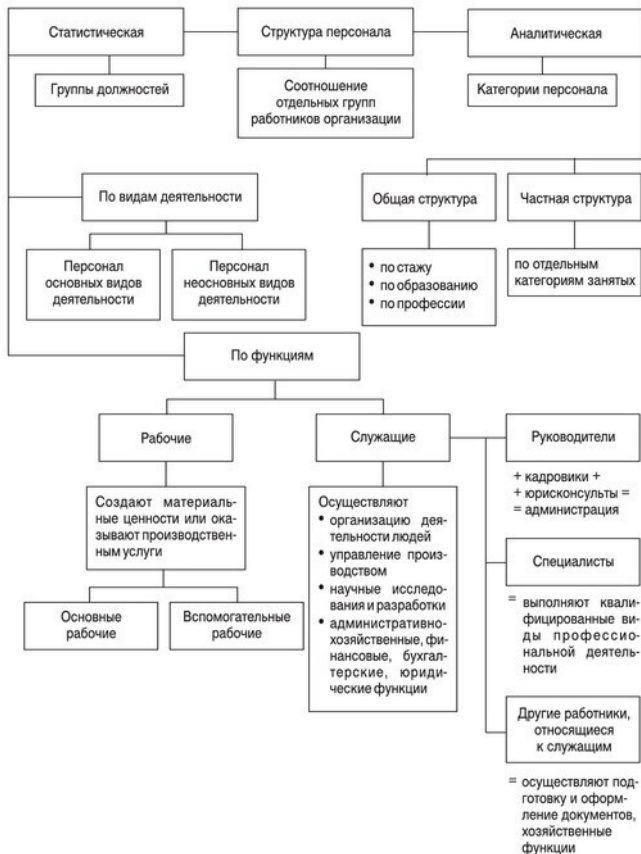 Статистическая
Структура персонала
Аналитическая
Группы должностей
Соотношение
отдельных групп
работников организации
Категории персонала
По видам деятельности
Общая структура
Частная структура
Персонал
основных видов
деятельности
Персонал
неосновных видов
деятельности
• по стажу
• по образованию
• по профессии
по отдельным
категориям занятых
По функциям
Рабочие
Служащие
Руководители
+ кадровики +
+ юрисконсульты =
= администрация
Создают материаль-
ные ценности или ока-
зывают производствен-
ным услуги
Осуществляют
• организацию дея-
тельности людей
• управление произ-
водством
• научные исследо-
вания и разработки
• административно-
хозяйственные, фи-
нансовые, бухгал-
терские, юриди-
ческие функции
Основные
рабочие
Вспомогательные
рабочие
Специалисты
= выполняют квали-
фицированные ви-
ды профессио-
нальной деятель-
ности
Другие работники,
относящиеся
к служащим
= осуществляют под-
готовку и оформ-
ление документов,
хозяйственные
функции